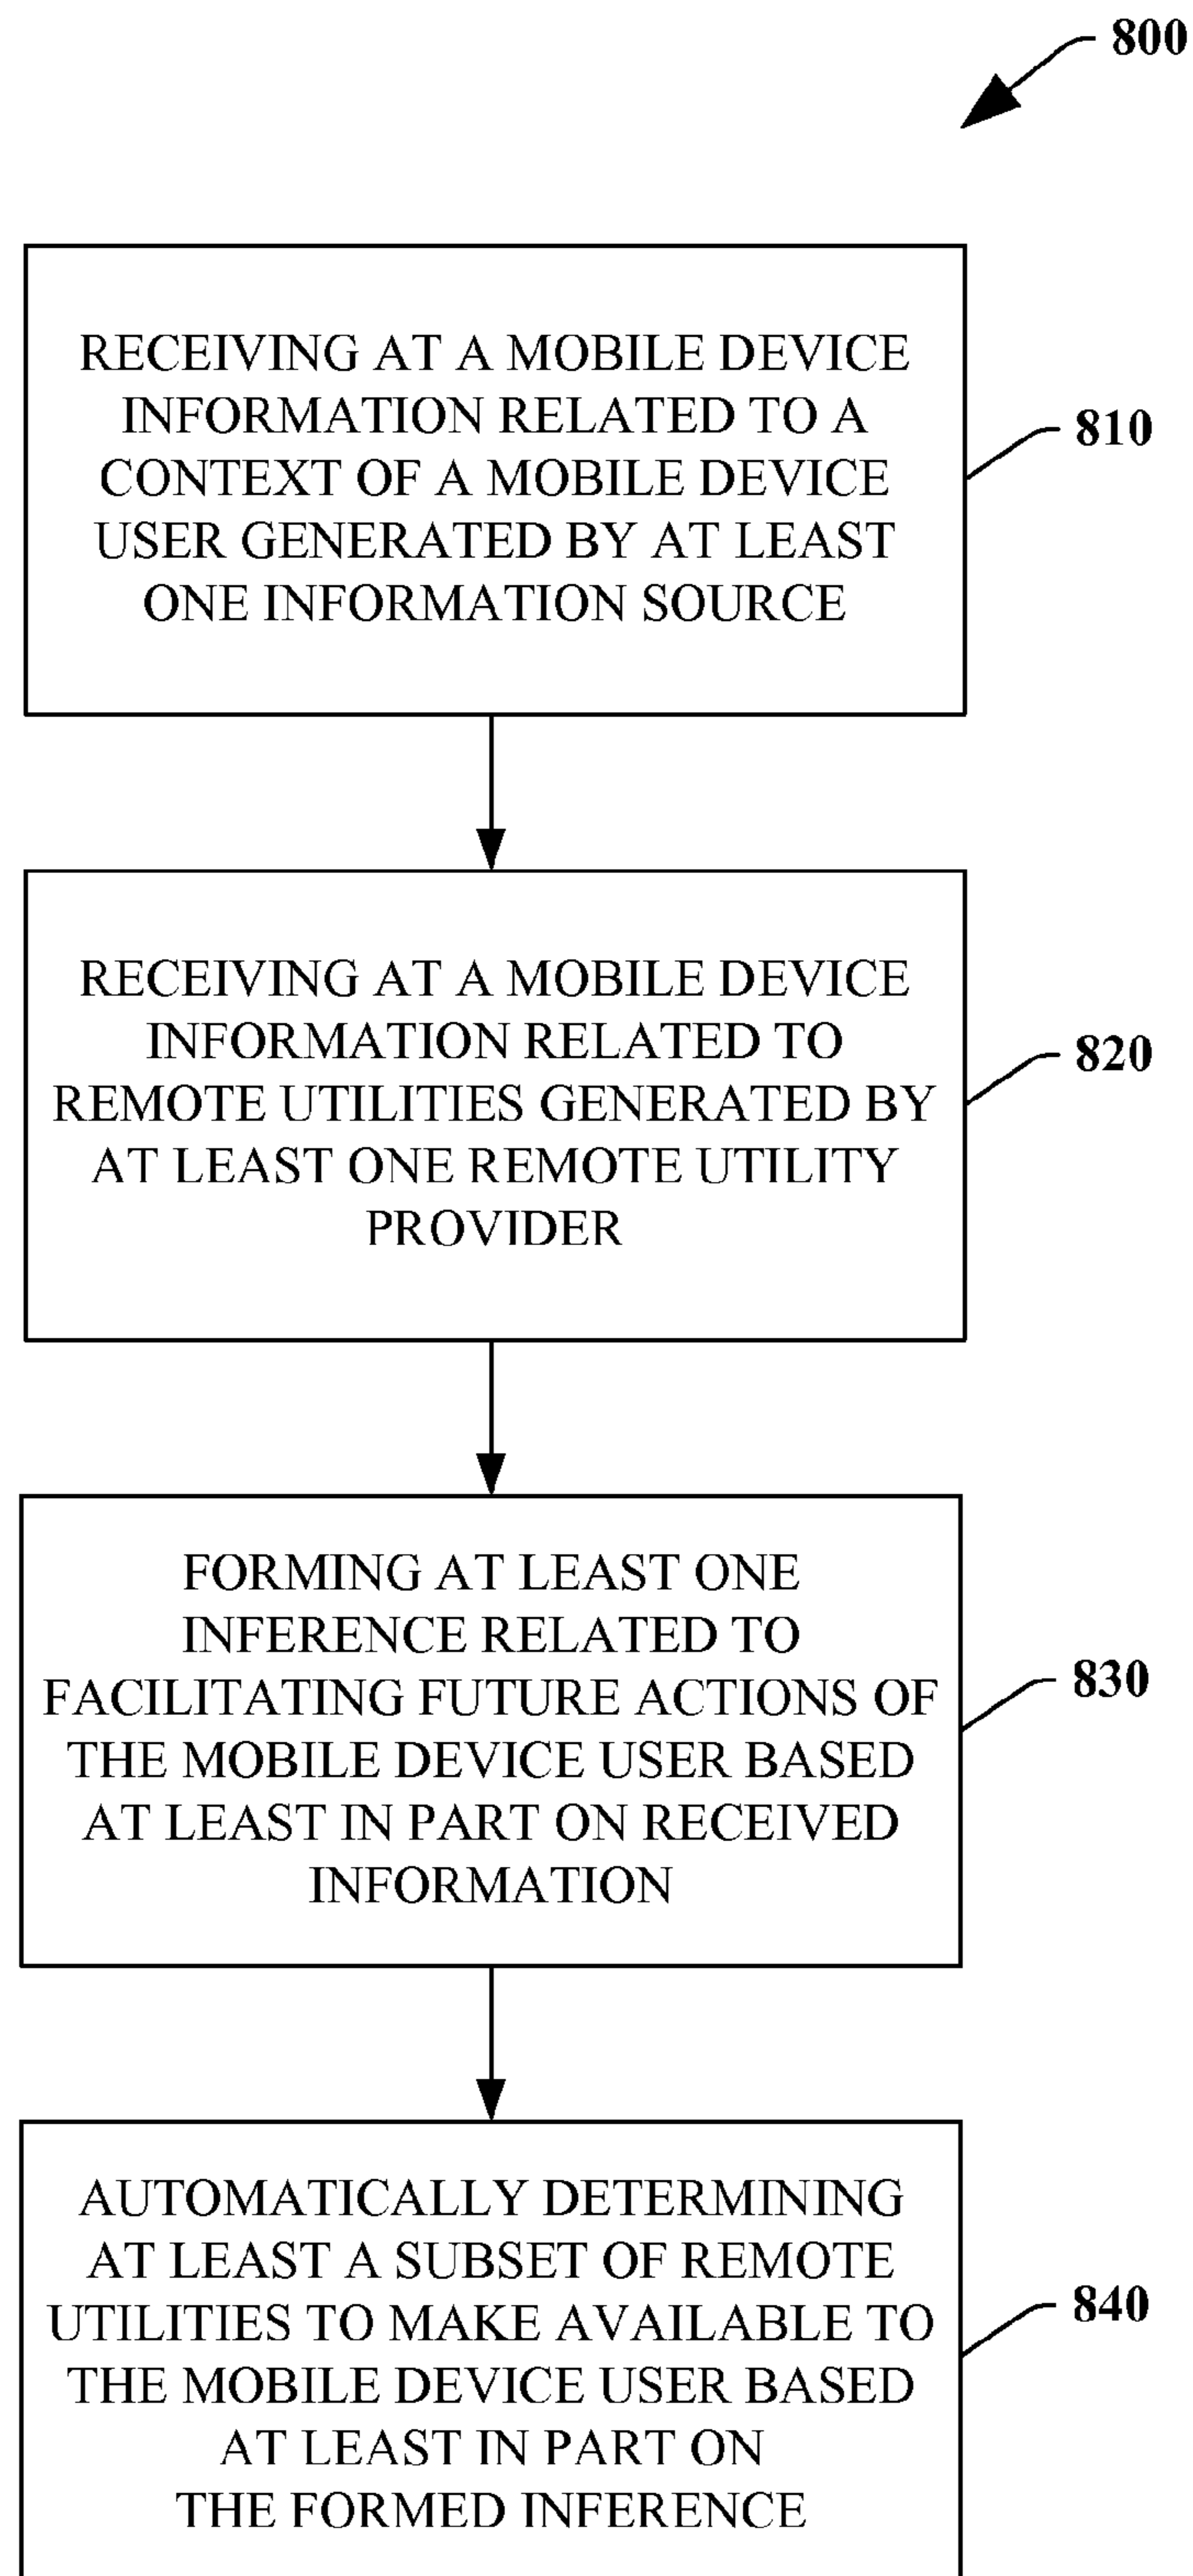 800
RECEIVING AT A MOBILE DEVICE
INFORMATION RELATED TO A
CONTEXT OF A MOBILE DEVICE
USER GENERATED BY AT LEAST
ONE INFORMATION SOURCE
810
RECEIVING AT A MOBILE DEVICE
INFORMATION RELATED TO
REMOTE UTILITIES GENERATED BY
AT LEAST ONE REMOTE UTILITY
PROVIDER
820
FORMING AT LEAST ONE
INFERENCE RELATED TO
FACILITATING FUTURE ACTIONS OF
THE MOBILE DEVICE USER BASED
AT LEAST IN PART ON RECEIVED
INFORMATION
830
AUTOMATICALLY DETERMINING
AT LEAST A SUBSET OF REMOTE
UTILITIES TO MAKE AVAILABLE TO
THE MOBILE DEVICE USER BASED
AT LEAST IN PART ON
THE FORMED INFERENCE
840